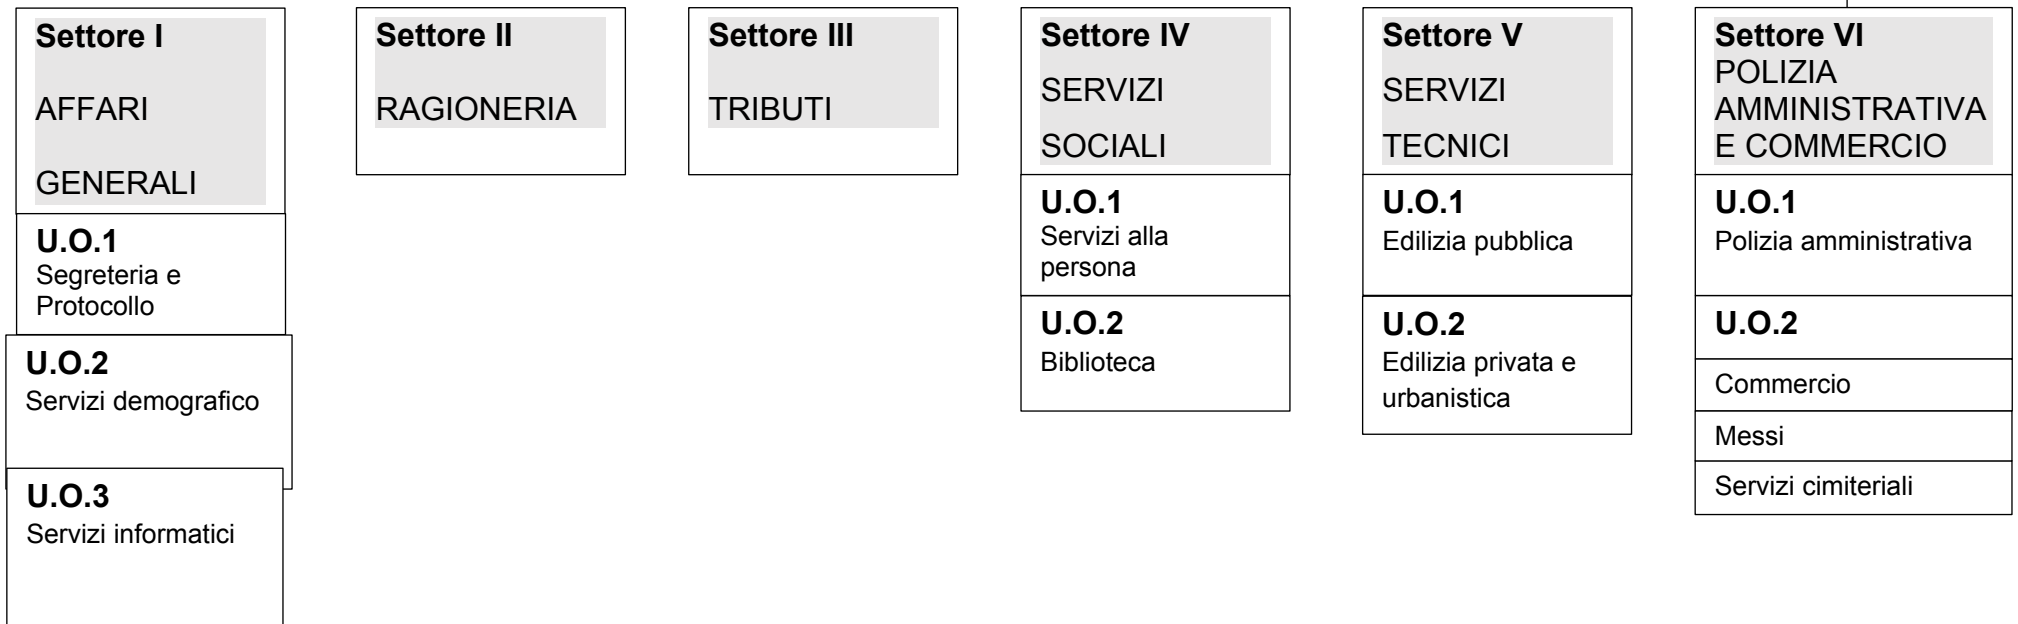 Settore I
AFFARI
GENERALI
U.O.1
Segreteria e
Protocollo
U.O.2
Servizi demografico
U.O.3
Servizi informatici
Settore II
RAGIONERIA
Settore III
TRIBUTI
Settore IV
SERVIZI
SOCIALI
U.O.1
Servizi alla
persona
U.O.2
Biblioteca
Settore V
SERVIZI
TECNICI
U.O.1
Edilizia pubblica
U.O.2
Edilizia privata e
urbanistica
Settore VI
POLIZIA
AMMINISTRATIVA
E COMMERCIO
U.O.1
Polizia amministrativa
U.O.2
Commercio
Messi
Servizi cimiteriali